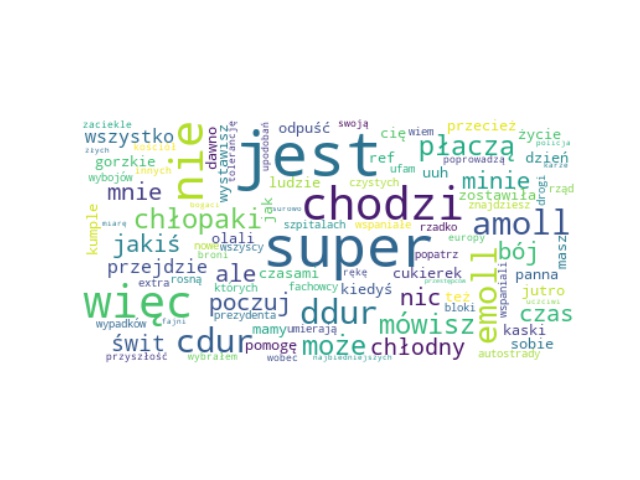 zaciekle
wszystko
złych
kościół
innych
gorzkie
wybojów
bogaci
nie
dawno
wystawisz
tolerancję
upodobań
odpuść
swoją
jest
cię
wiem
przecież
życie
policja
płaczą
ref
ufam
uuh
poprowadzą
dzień
karze
kumple
mnie
ludzie
czystych
minię
zostawiła
drogi
rząd
chłopaki
jak
surowo
chodzi
znajdziesz
miarę
jakiś
nowe
olali
wszyscy
broni
szpitalach
wspaniałe
rzadko
amoll
super
europy
popatrz
bój
masz
wspaniali
przejdzie
extra
rosną
ale
których
czasami
fachowcy
rękę
kiedyś
cukierek
przestępców
panna
więc
poczuj
prezydenta
ddur
nic
też
bloki
emoll
jutro
uczciwe
wypadków
fajni
mamy
umierają
mówisz
czas
kaski
świt
cdur
pomogę
może
chłodny
sobie
przyszłość
wybrałem
wobec
najbiedniejszych
autostrady